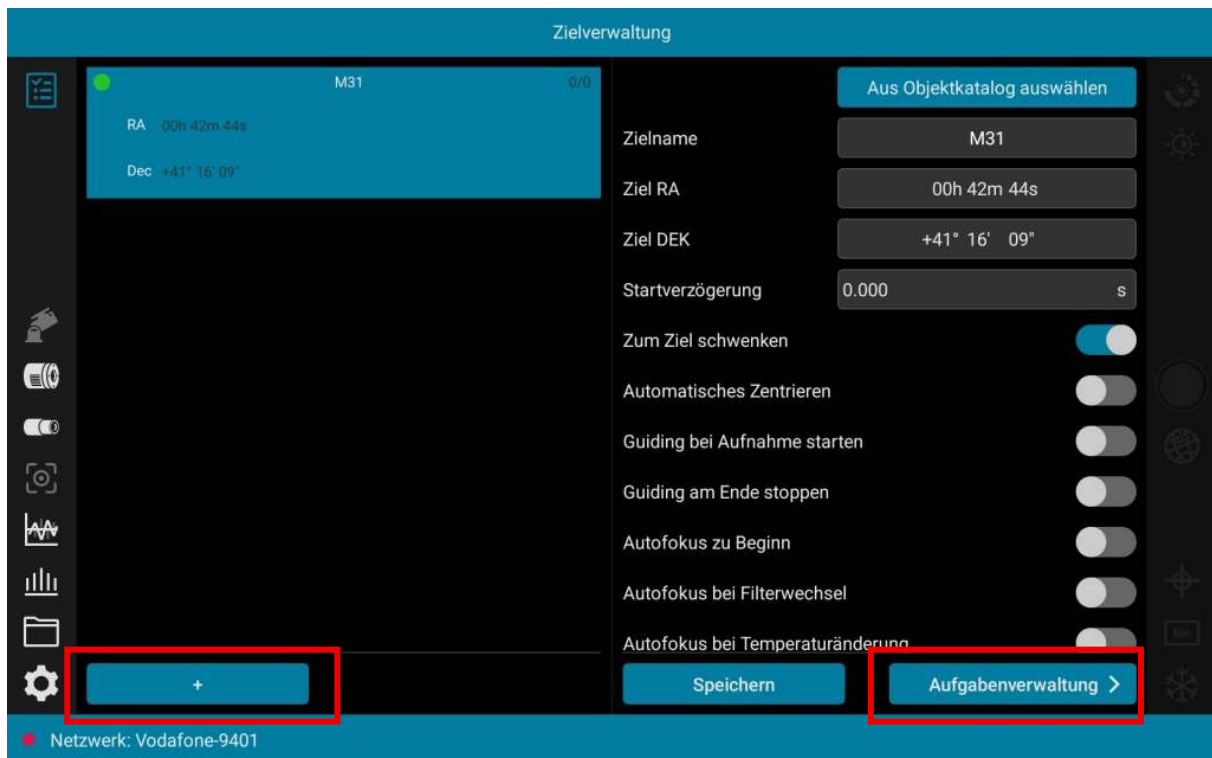 Zielverwaltung
M31 0/0
RA 00h 42m 44s
Dec +41° 16' 09"
Aus Objektkatalog auswählen
Zielname M31
Ziel RA 00h 42m 44s
Ziel DEK +41° 16' 09"
Startverzögerung 0.000 s
Zum Ziel schwenken
Automatisches Zentrieren
Guiding bei Aufnahme starten
Guiding am Ende stoppen
Autofokus zu Beginn
Autofokus bei Filterwechsel
Autofokus bei Temperaturänderung
+
Speichern
Aufgabenverwaltung >
Netzwerk: Vodafone-9401